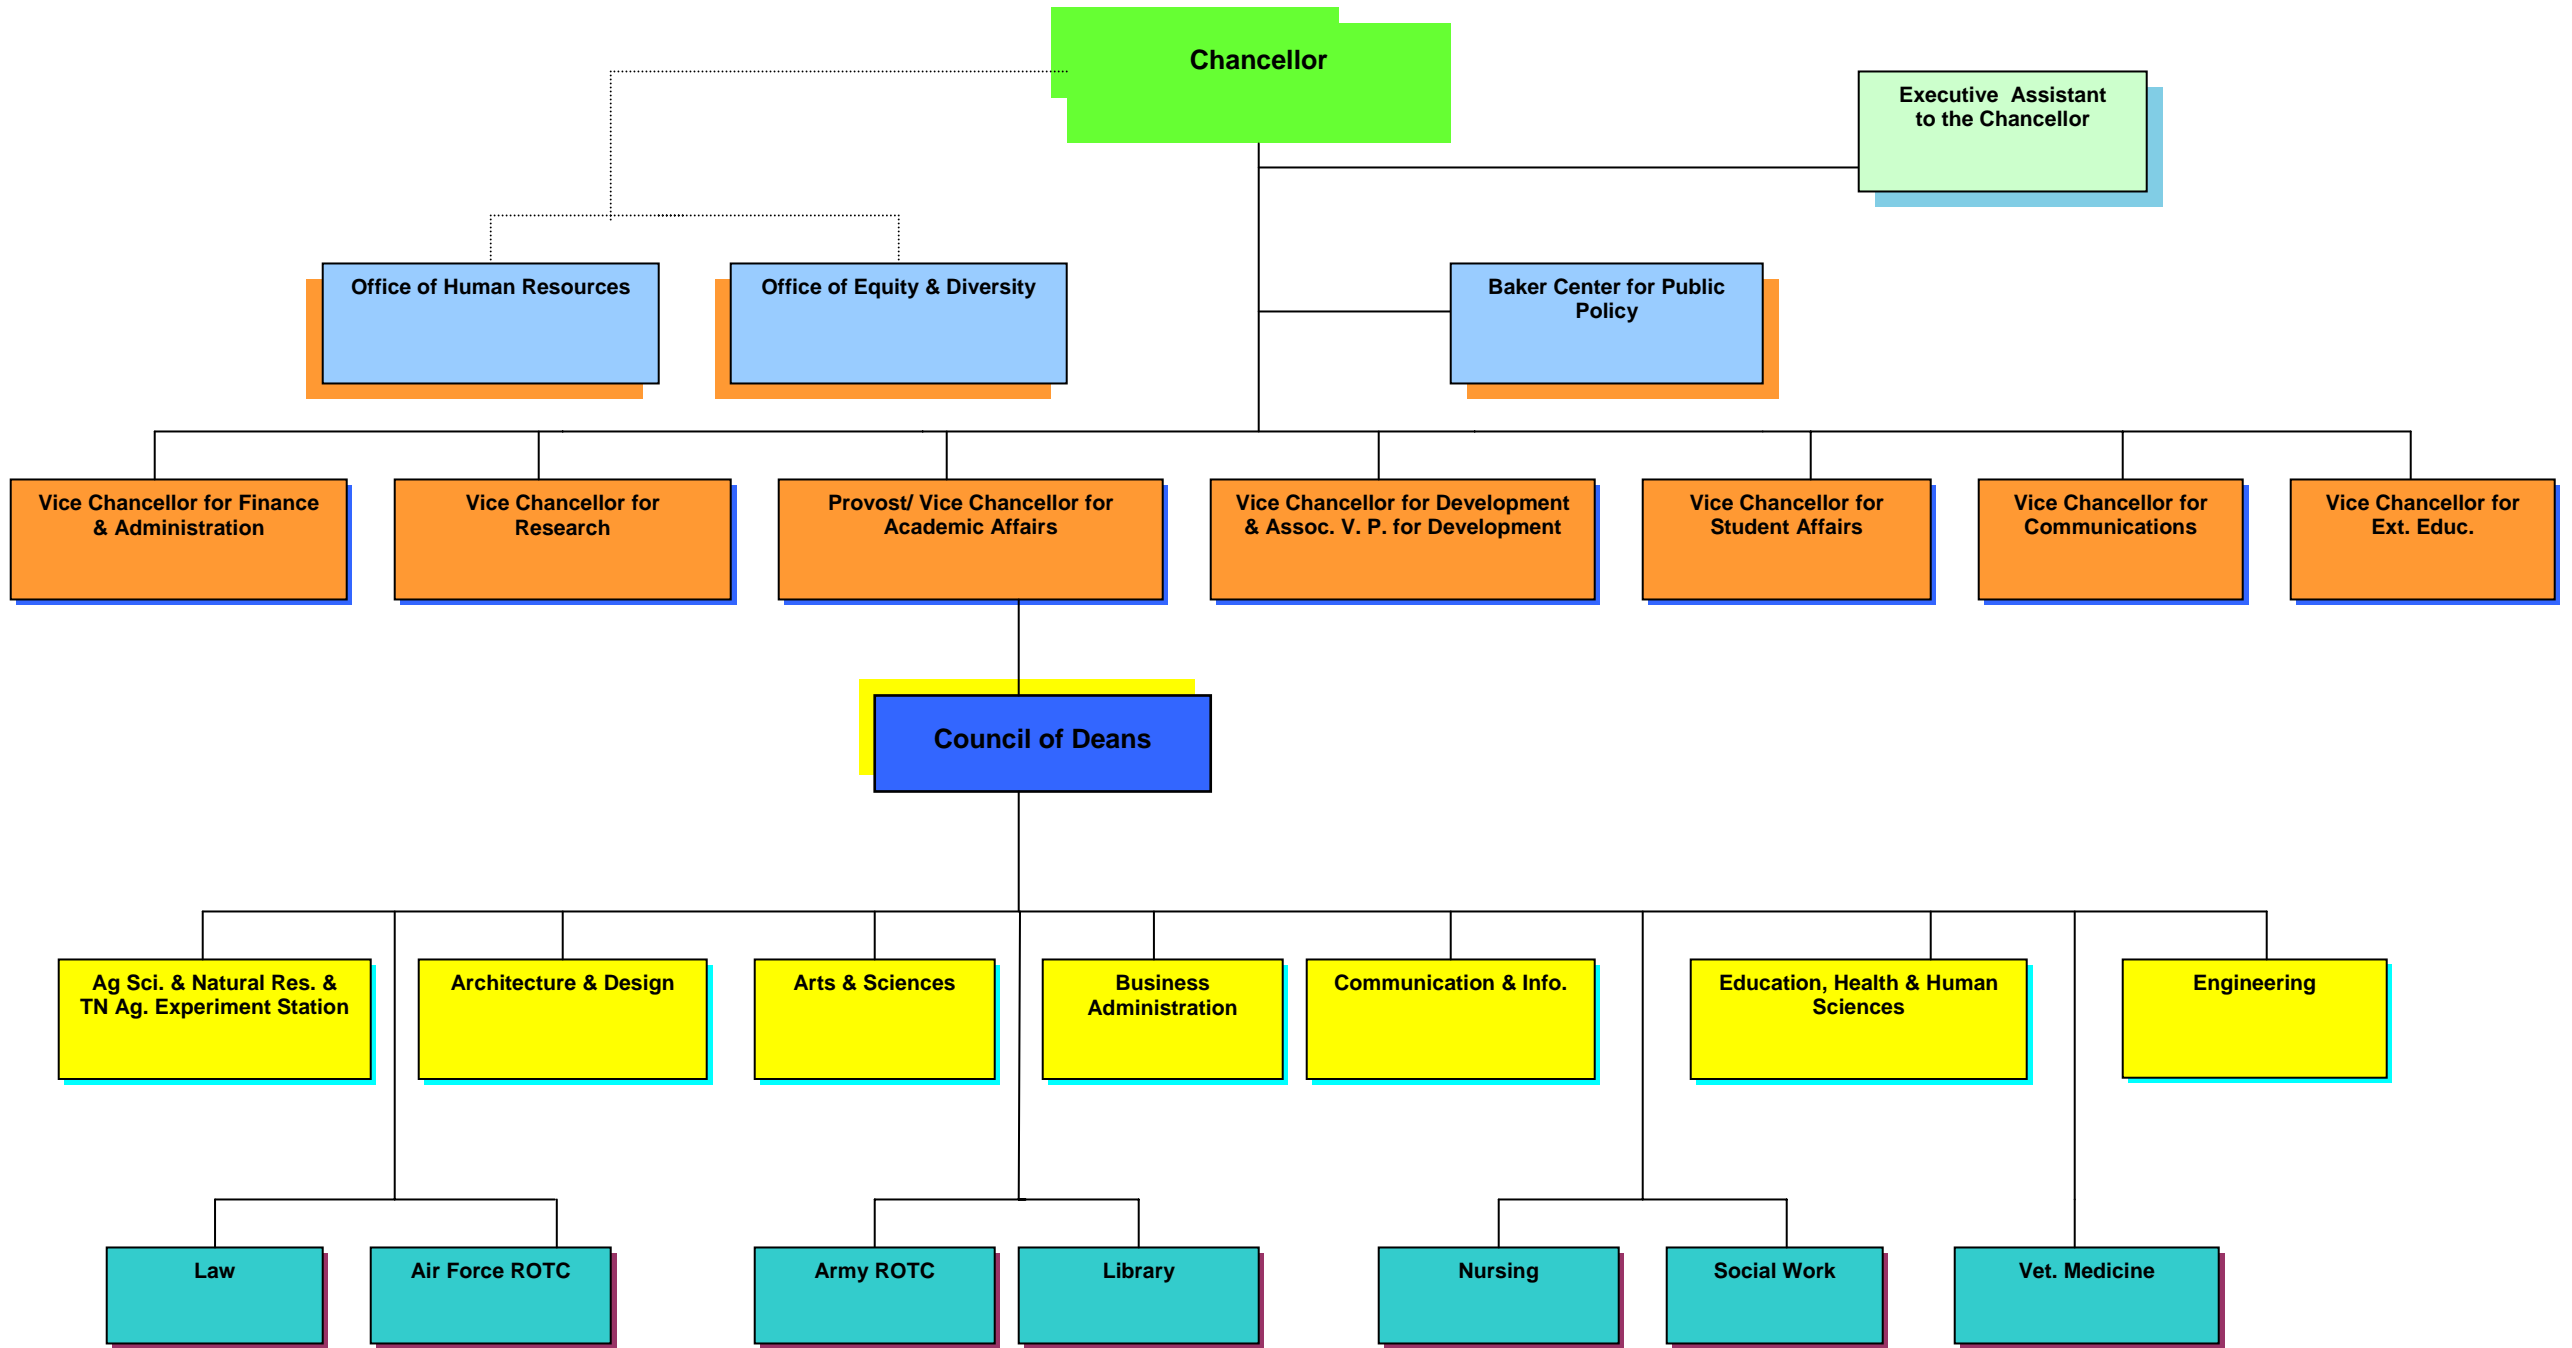 Chancellor
Executive Assistant
to the Chancellor
Office of Human Resources
Office of Equity & Diversity
Baker Center for Public
Policy
Vice Chancellor for Finance
& Administration
Vice Chancellor for
Research
Provost/ Vice Chancellor for
Academic Affairs
Vice Chancellor for Development
& Assoc. V. P. for Development
Vice Chancellor for
Student Affairs
Vice Chancellor for
Communications
Vice Chancellor for
Ext. Educ.
Council of Deans
Ag Sci. & Natural Res. &
TN Ag. Experiment Station
Architecture & Design
Arts & Sciences
Business
Administration
Communication & Info.
Education, Health & Human
Sciences
Engineering
Law
Air Force ROTC
Army ROTC
Library
Nursing
Social Work
Vet. Medicine